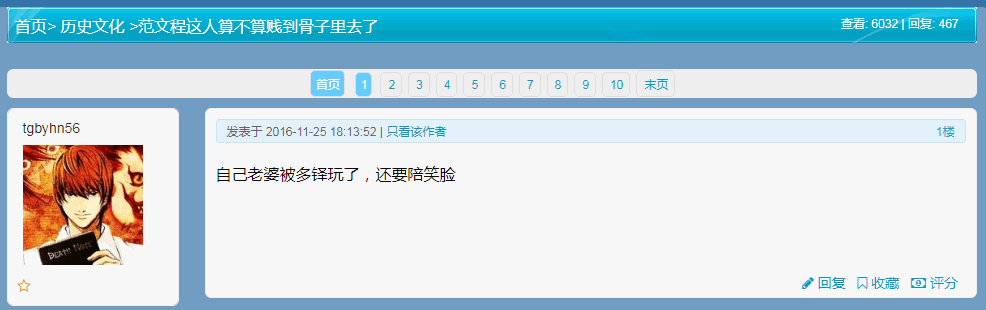 首页> 历史文化 >范文程这人算不算贱到骨子里去了
查看: 6032 | 回复: 467
首页 1 2 3 4 5 6 7 8 9 10 末页
tgbyhn56
发表于 2016-11-25 18:13:52 | 只看该作者
1楼
自己老婆被多铎玩了，还要陪笑脸
DEATH NOTE
回复 收藏 评分